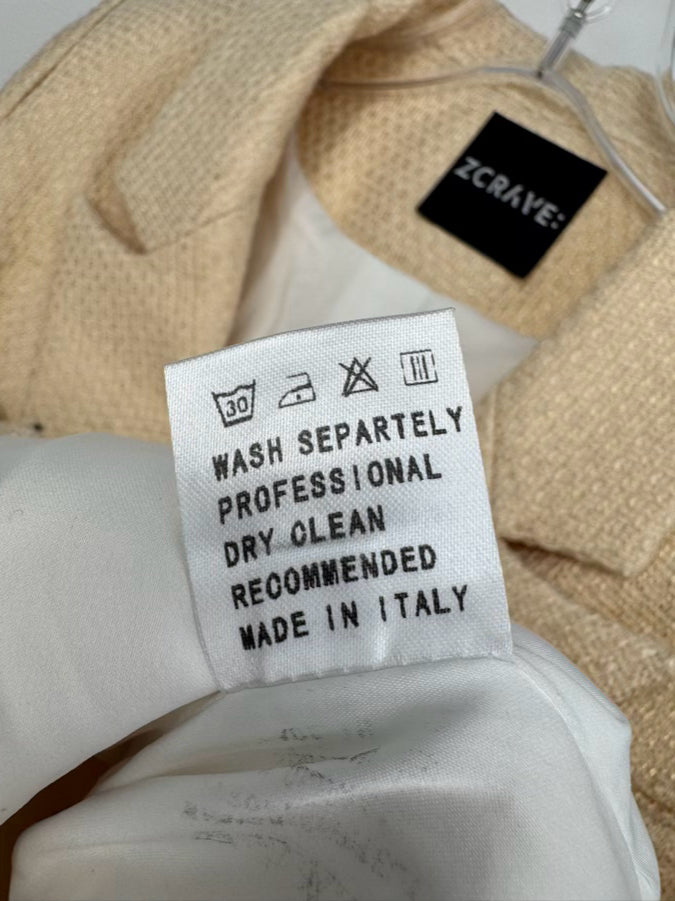 ZCRAVE:
30
WASH SEPARTELY
PROFESSIONAL
DRY CLEAN
RECOMMENDED
MADE IN ITALY